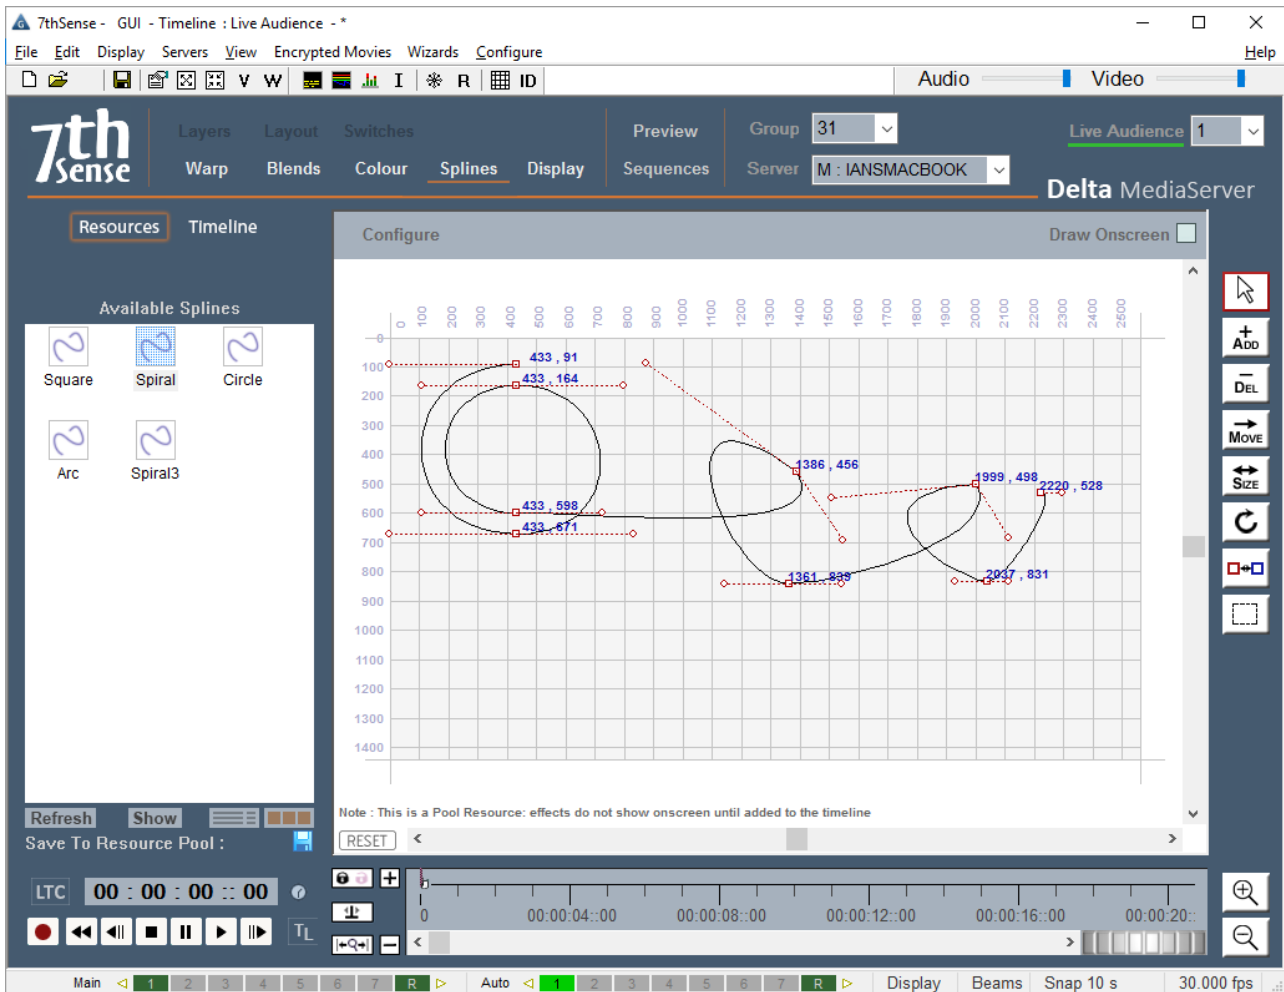 7thSense - GUI - Timeline : Live Audience - *
File Edit Display Servers View Encrypted Movies Wizards Configure Help
V W I R ID Audio Video
7th Sense
Layers Layout Switches Preview Group 31 Live Audience 1
Warp Blends Colour Splines Display Sequences Server M : IANSMACBOOK
Delta MediaServer
Resources Timeline
Configure Draw Onscreen
Available Splines
Square Spiral Circle
Arc Spiral3
0 100 200 300 400 500 600 700 800 900 1000 1100 1200 1300 1400 1500 1600 1700 1800 1900 2000 2100 2200 2300 2400 2500
0
100
200
300
400
500
600
700
800
900
1000
1100
1200
1300
1400
433 , 91
433 , 164
1386 , 456
1999 , 498
2220 , 528
433 , 598
433 , 671
1361 , 839
2037 , 831
ADD
DEL
MOVE
SIZE
Note : This is a Pool Resource: effects do not show onscreen until added to the timeline
RESET
Refresh Show
Save To Resource Pool :
LTC 00 : 00 : 00 :: 00
TL
0 00:00:04::00 00:00:08::00 00:00:12::00 00:00:16::00 00:00:20::
Main 1 2 3 4 5 6 7 R Auto 1 2 3 4 5 6 7 R Display Beams Snap 10 s 30.000 fps